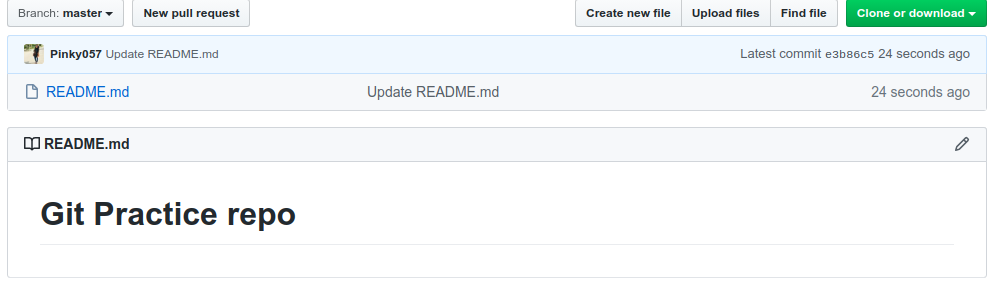 Branch: master New pull request Create new file Upload files Find file Clone or download
Pinky057 Update README.md Latest commit e3b86c5 24 seconds ago
README.md Update README.md 24 seconds ago
README.md
Git Practice repo